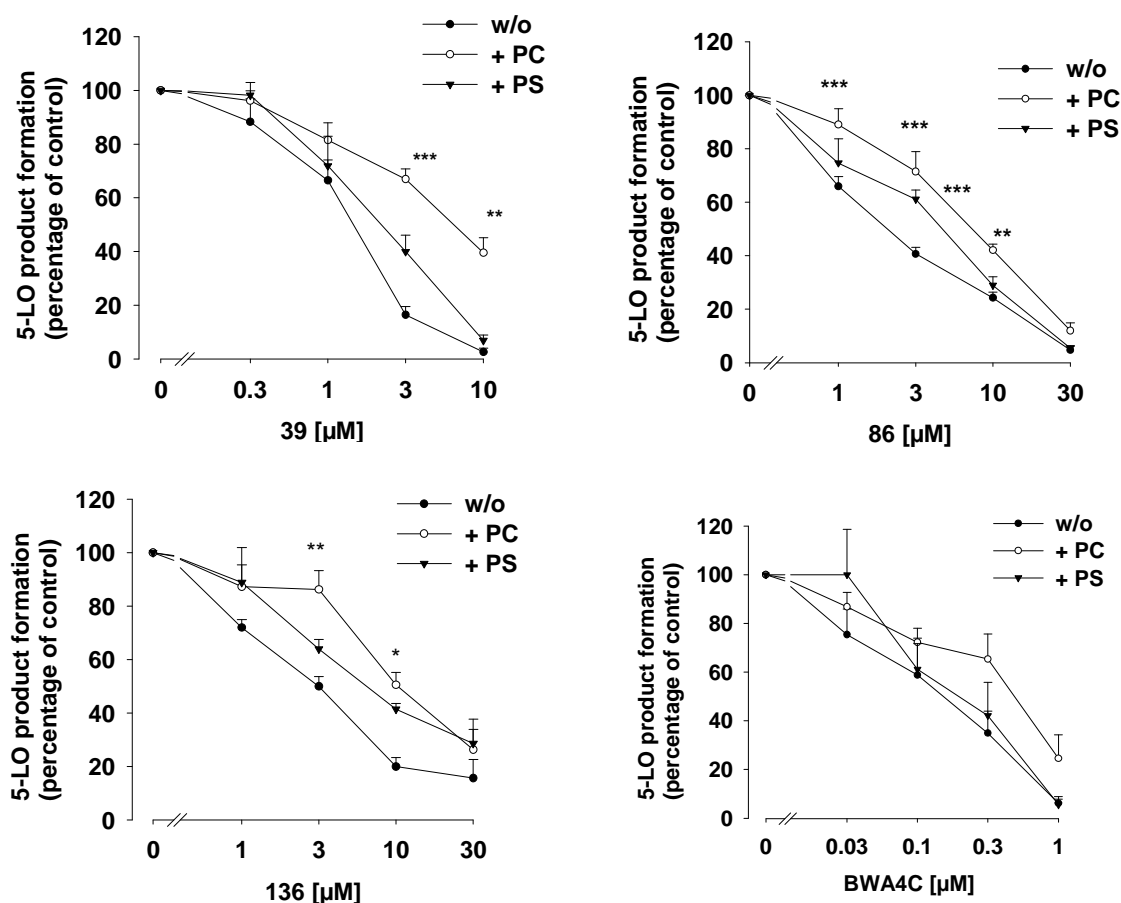 120
100
80
60
40
20
0
5-LO product formation
(percentage of control)
w/o
+ PC
+ PS
***
**
0 0.3 1 3 10
39 [µM]
120
100
80
60
40
20
0
5-LO product formation
(percentage of control)
w/o
+ PC
+ PS
***
***
***
**
0 1 3 10 30
86 [µM]
120
100
80
60
40
20
0
5-LO product formation
(percentage of control)
w/o
+ PC
+ PS
**
*
0 1 3 10 30
136 [µM]
120
100
80
60
40
20
0
5-LO product formation
(percentage of control)
w/o
+ PC
+ PS
0 0.03 0.1 0.3 1
BWA4C [µM]